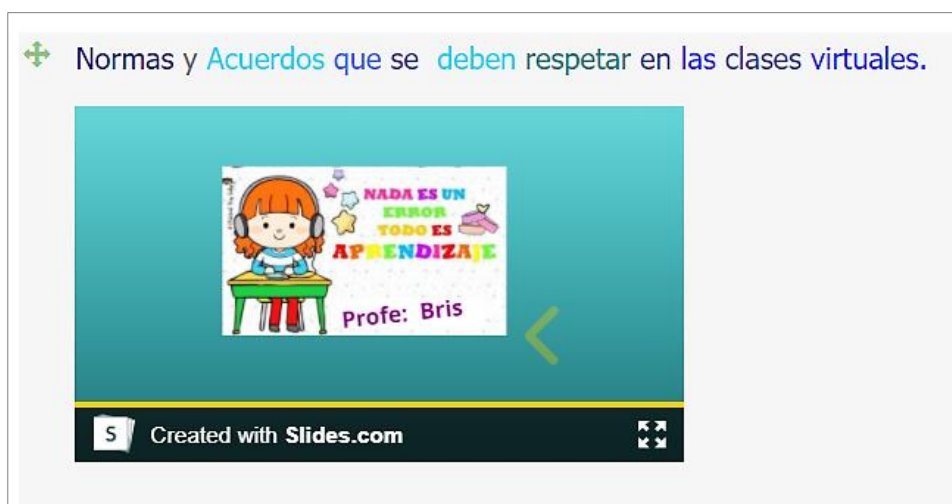 Normas y Acuerdos que se deben respetar en las clases virtuales.
NADA ES UN
ERROR
TODO ES
APRENDIZAJE
Profe: Bris
S Created with Slides.com